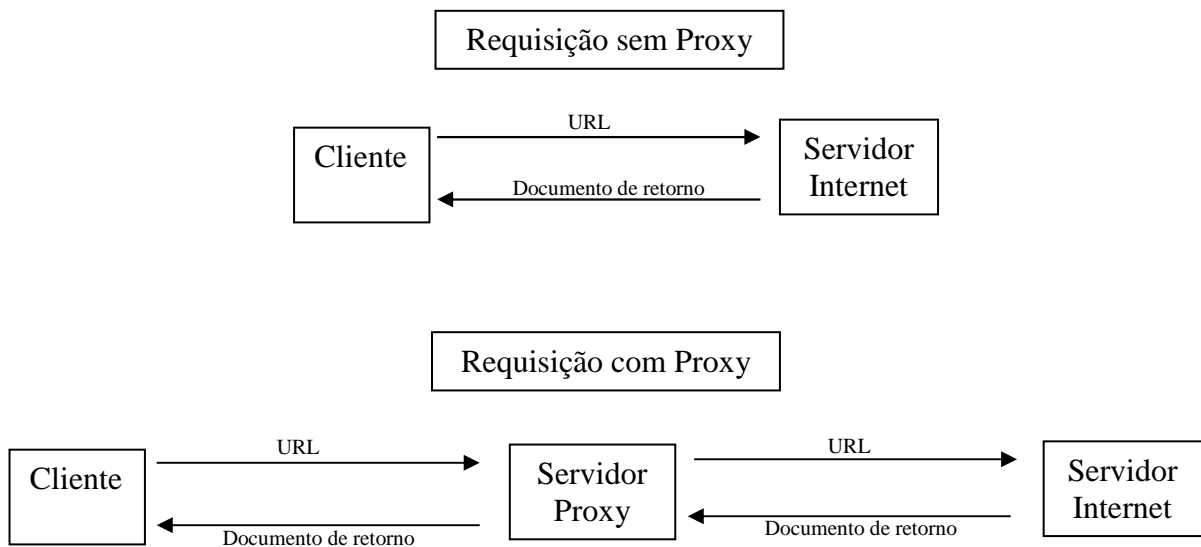 Requisição sem Proxy
URL
Cliente
Servidor
Internet
Documento de retorno
Requisição com Proxy
URL
URL
Cliente
Servidor
Proxy
Servidor
Internet
Documento de retorno
Documento de retorno